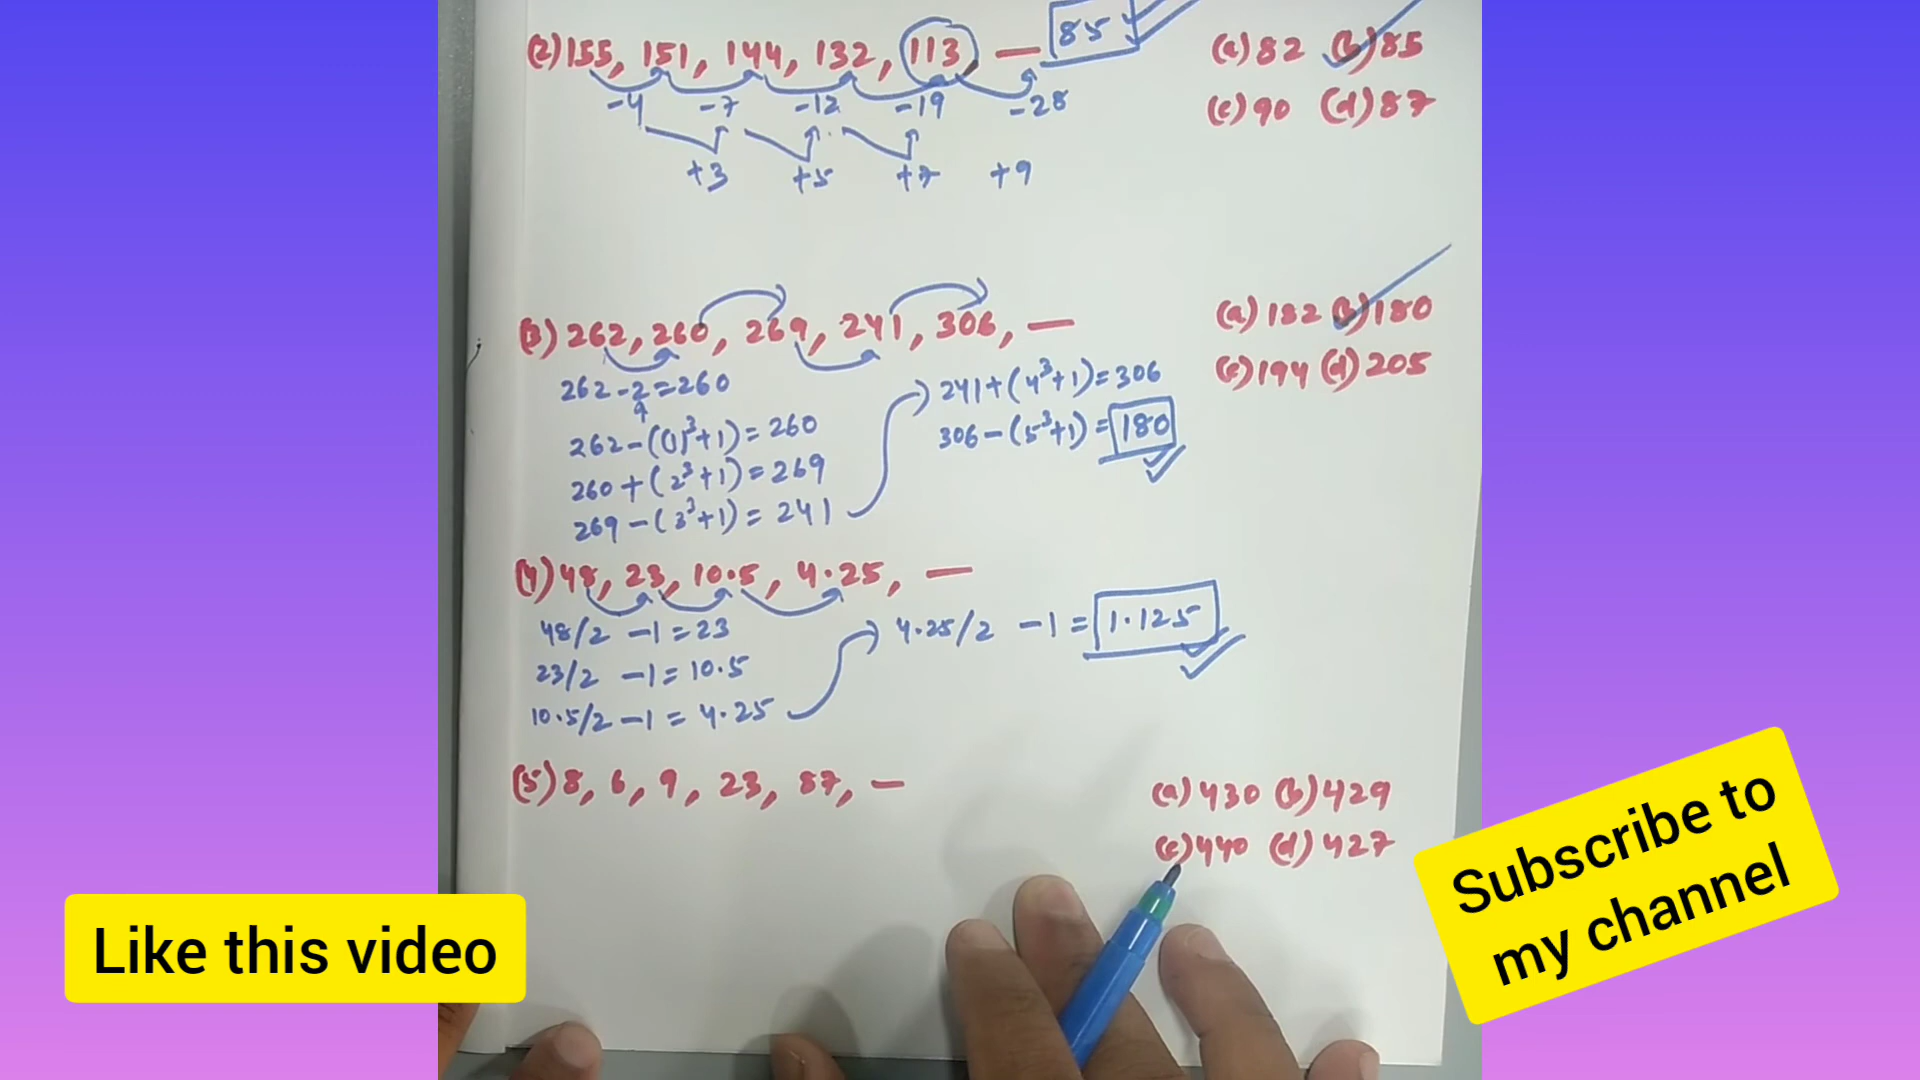 (2) 155, 151, 144, 132, 113, — 85
(a) 82 (b) 85
(c) 90 (d) 87
-4 -7 -12 -19 -28
+3 +5 +7 +9
(3) 262, 260, 269, 241, 306, —
(a) 182 (b) 180
(c) 194 (d) 205
262 - 2 = 260
262 - ((1)³+1) = 260
260 + (2³+1) = 269
269 - (3³+1) = 241
241 + (4³+1) = 306
306 - (5³+1) = 180
(4) 48, 23, 10.5, 4.25, —
48/2 -1 = 23
23/2 -1 = 10.5
10.5/2 -1 = 4.25
4.25/2 -1 = 1.125
(5) 8, 6, 9, 23, 87, —
(a) 430 (b) 429
(c) 440 (d) 427
Like this video
Subscribe to
my channel